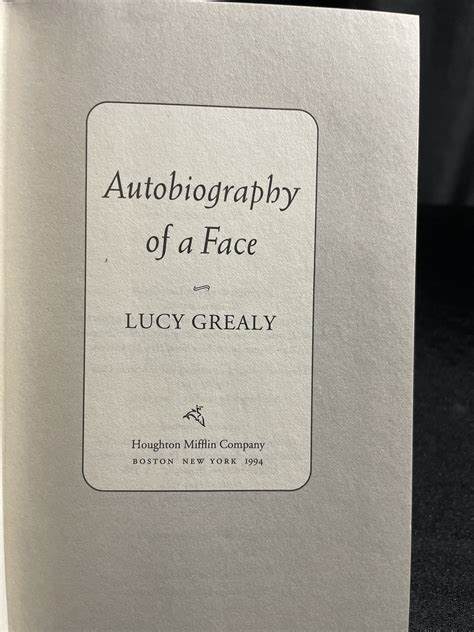 Autobiography
of a Face
LUCY GREALY
Houghton Mifflin Company
BOSTON NEW YORK 1994